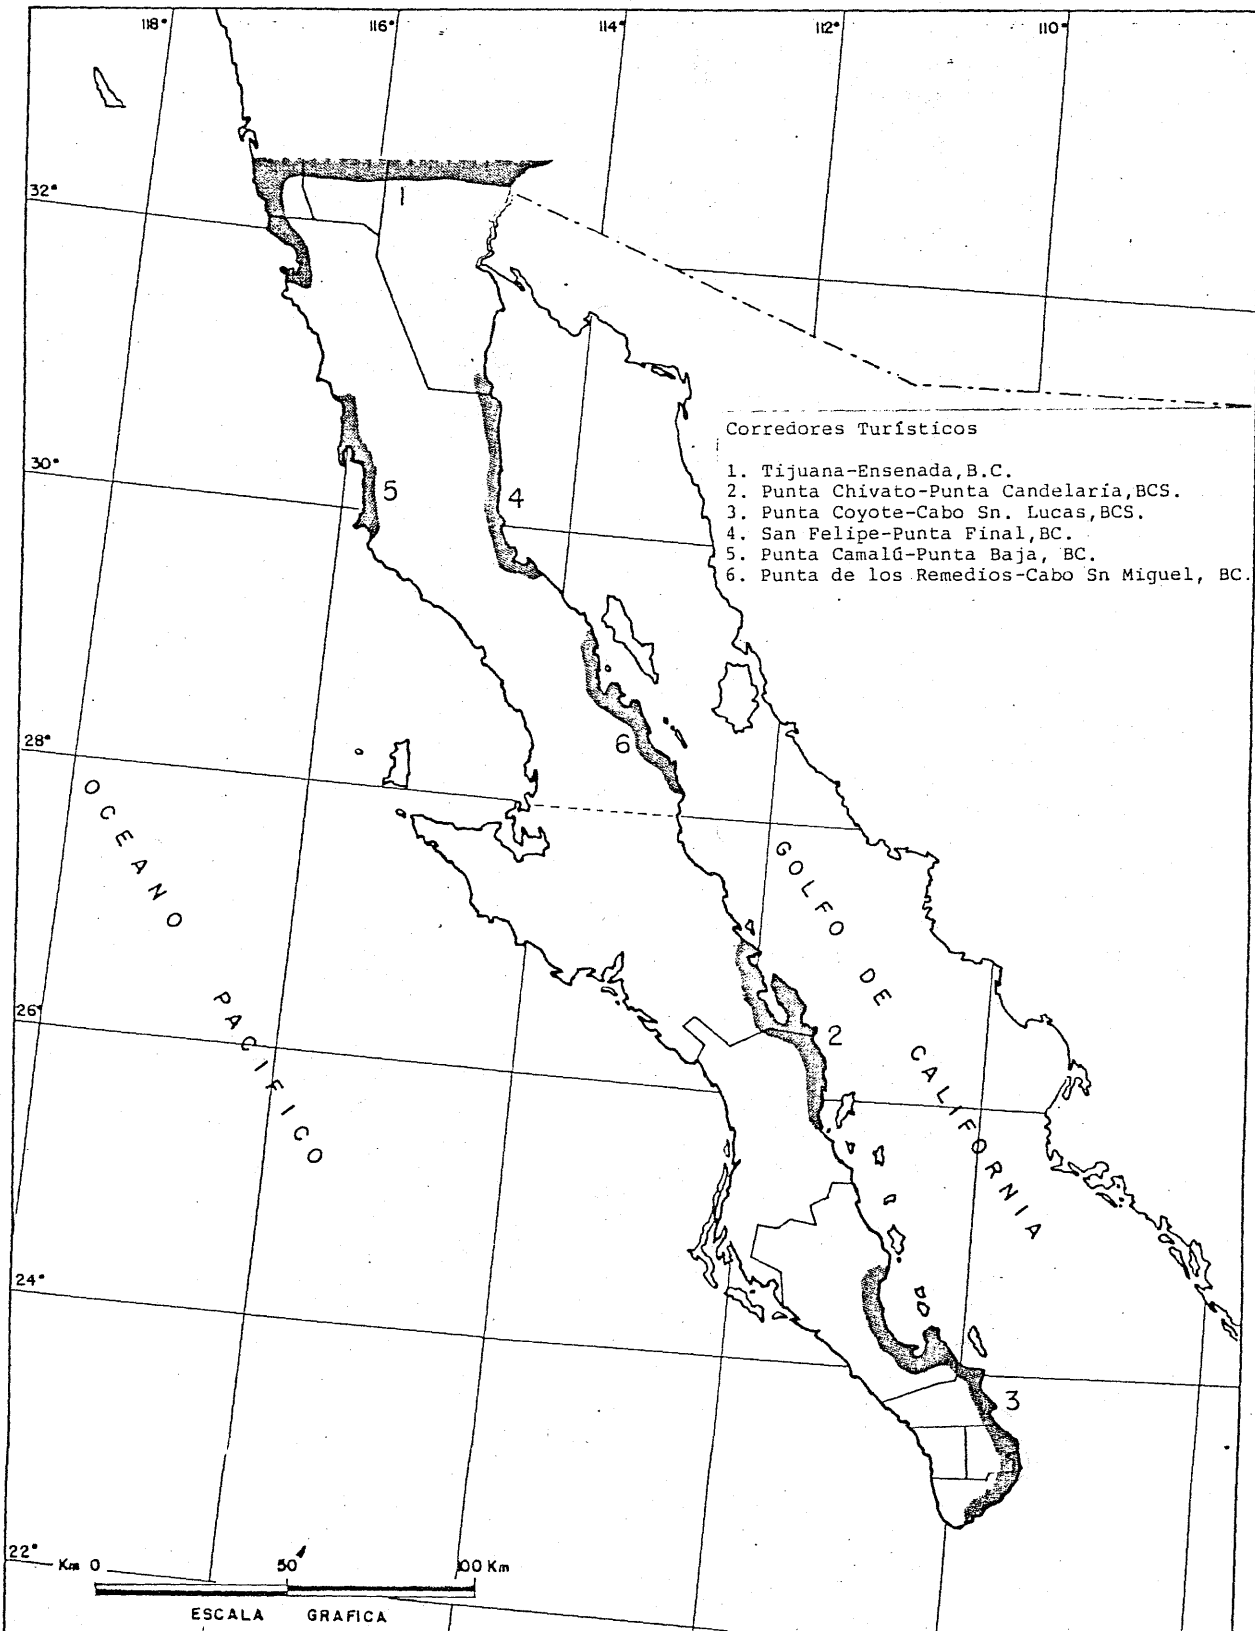 118° 116° 114° 112° 110°
32°
1
Corredores Turísticos
1. Tijuana-Ensenada,B.C.
2. Punta Chivato-Punta Candelaría,BCS.
3. Punta Coyote-Cabo Sn. Lucas,BCS.
4. San Felipe-Punta Final,BC.
5. Punta Camalú-Punta Baja, BC.
6. Punta de los Remedios-Cabo Sn Miguel, BC.
30°
5
4
6
28°
OCEANO PACIFICO
GOLFO DE CALIFORNIA
26°
2
24°
3
22°
Km 0 50 00 Km
ESCALA GRAFICA